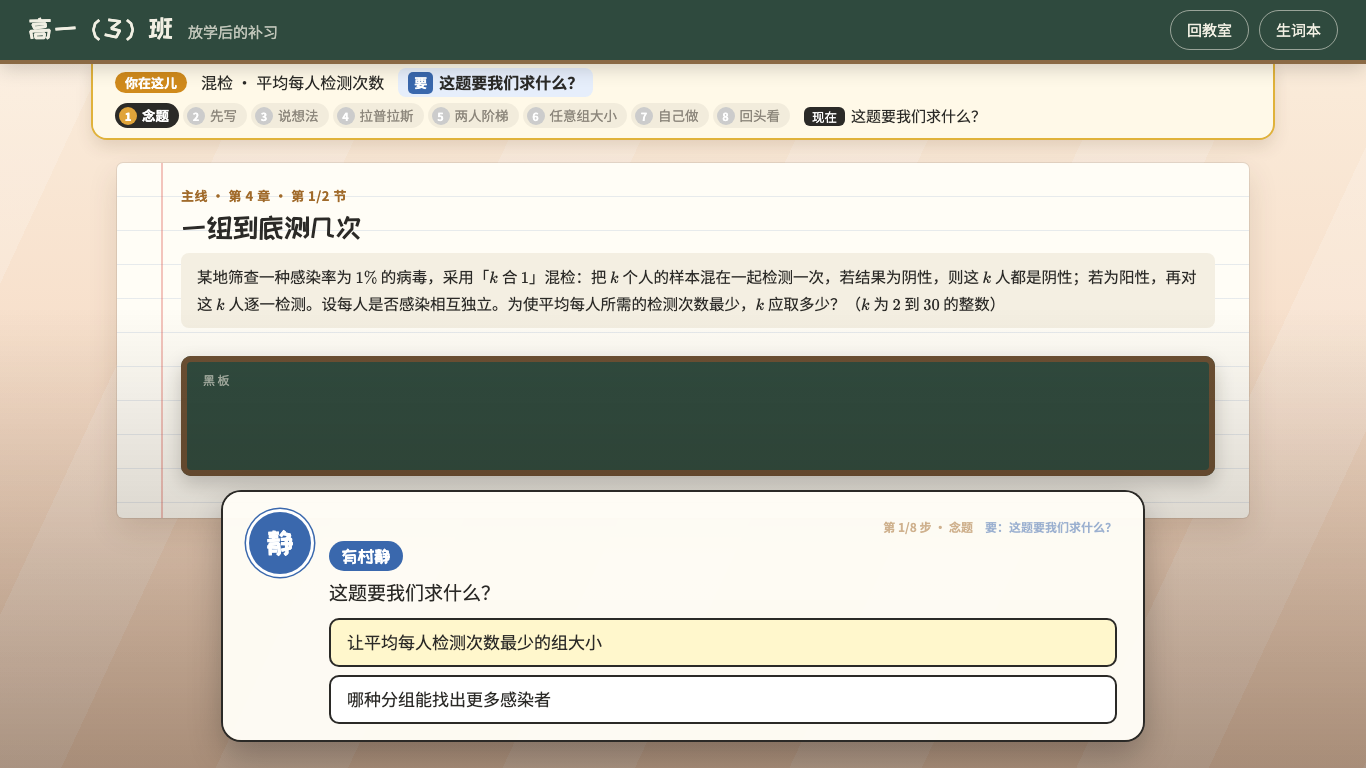 高一（3）班 放学后的补习 回教室 生词本
你在这儿 混检 · 平均每人检测次数 要 这题要我们求什么？
1 念题 2 先写 3 说想法 4 拉普拉斯 5 两人阶梯 6 任意组大小 7 自己做 8 回头看 现在 这题要我们求什么？
主线 · 第 4 章 · 第 1/2 节
一组到底测几次
某地筛查一种感染率为 1% 的病毒，采用「k 合 1」混检：把 k 个人的样本混在一起检测一次，若结果为阴性，则这 k 人都是阴性；若为阳性，再对
这 k 人逐一检测。设每人是否感染相互独立。为使平均每人所需的检测次数最少，k 应取多少？（k 为 2 到 30 的整数）
黑板
第 1/8 步 · 念题 要：这题要我们求什么？
静
有村静
这题要我们求什么？
让平均每人检测次数最少的组大小
哪种分组能找出更多感染者